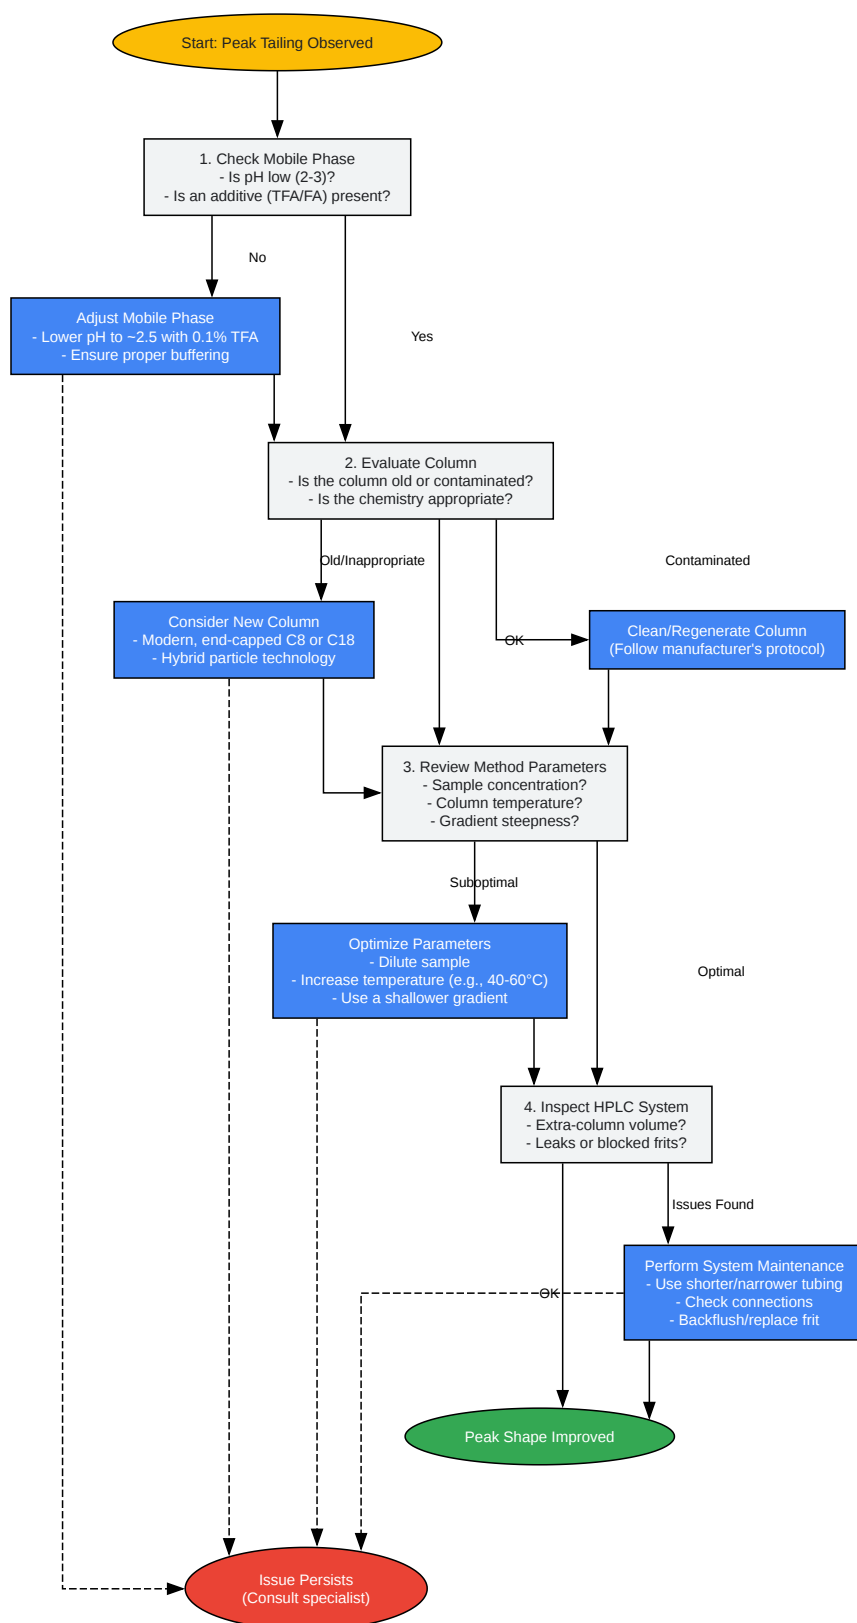 Start: Peak Tailing Observed
1. Check Mobile Phase
- Is pH low (2-3)?
- Is an additive (TFA/FA) present?
No
Adjust Mobile Phase
- Lower pH to ~2.5 with 0.1% TFA
- Ensure proper buffering
Yes
2. Evaluate Column
- Is the column old or contaminated?
- Is the chemistry appropriate?
Old/Inappropriate
Contaminated
Consider New Column
- Modern, end-capped C8 or C18
- Hybrid particle technology
OK
Clean/Regenerate Column
(Follow manufacturer's protocol)
3. Review Method Parameters
- Sample concentration?
- Column temperature?
- Gradient steepness?
Suboptimal
Optimize Parameters
- Dilute sample
- Increase temperature (e.g., 40-60°C)
- Use a shallower gradient
Optimal
4. Inspect HPLC System
- Extra-column volume?
- Leaks or blocked frits?
Issues Found
Perform System Maintenance
- Use shorter/narrower tubing
- Check connections
- Backflush/replace frit
OK
Peak Shape Improved
Issue Persists
(Consult specialist)